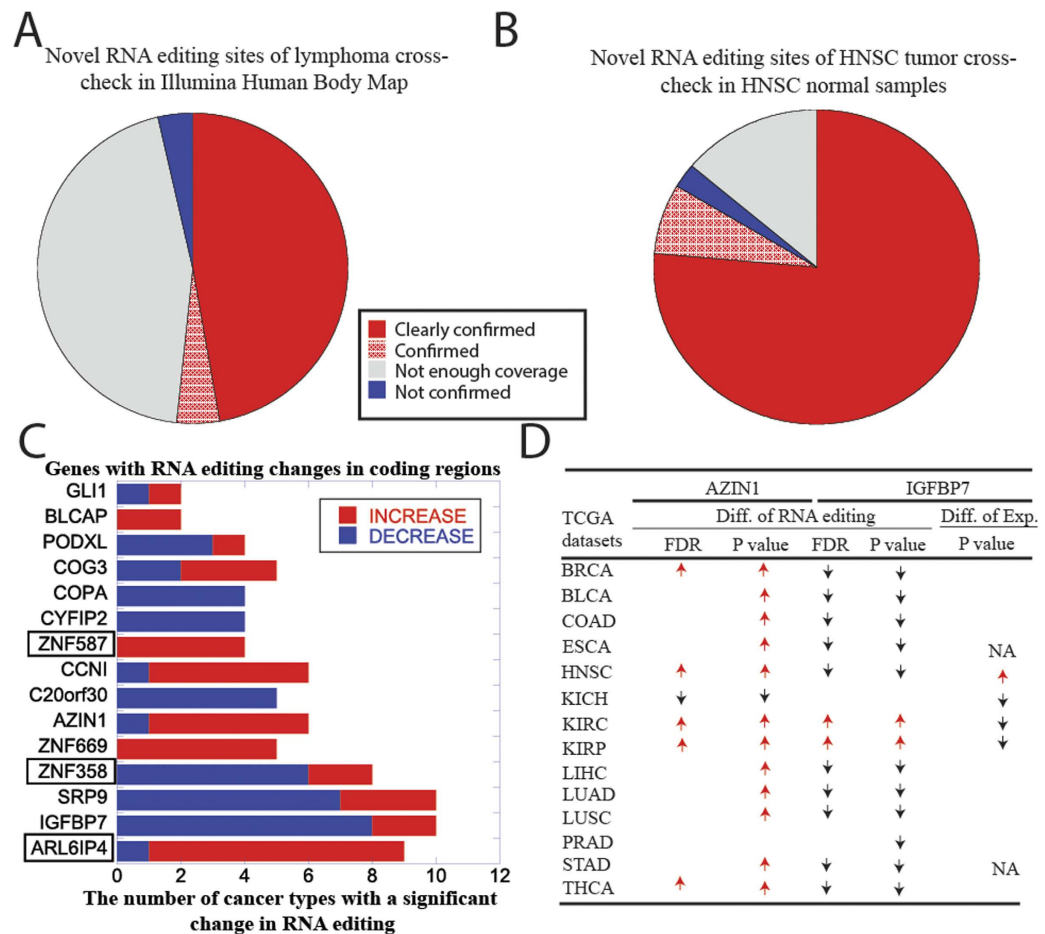 A
Novel RNA editing sites of lymphoma cross-
check in Illumina Human Body Map
B
Novel RNA editing sites of HNSC tumor cross-
check in HNSC normal samples
Clearly confirmed
Confirmed
Not enough coverage
Not confirmed
C
Genes with RNA editing changes in coding regions
INCREASE
DECREASE
GLI1
BLCAP
PODXL
COG3
COPA
CYFIP2
ZNF587
CCNI
C20orf30
AZIN1
ZNF669
ZNF358
SRP9
IGFBP7
ARL6IP4
0 2 4 6 8 10 12
The number of cancer types with a significant
change in RNA editing
D
AZIN1 IGFBP7
TCGA datasets Diff. of RNA editing Diff. of Exp.
FDR P value FDR P value P value
BRCA ↑ ↑ ↓ ↓
BLCA ↑ ↓ ↓
COAD ↑ ↓ ↓
ESCA ↑ ↓ ↓ NA
HNSC ↑ ↑ ↓ ↓ ↑
KICH ↓ ↓ ↓
KIRC ↑ ↑ ↑ ↑ ↓
KIRP ↑ ↑ ↑ ↑ ↓
LIHC ↑ ↓ ↓
LUAD ↑ ↓ ↓
LUSC ↑ ↓ ↓
PRAD ↓
STAD ↑ ↓ ↓ NA
THCA ↑ ↑ ↓ ↓